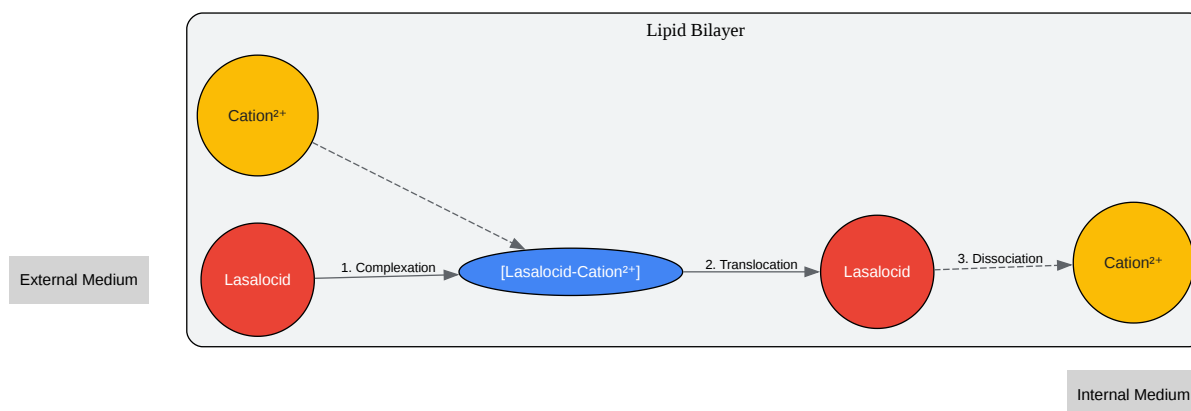 Lipid Bilayer
Cation²⁺
External Medium
Lasalocid
1. Complexation
[Lasalocid-Cation²⁺]
2. Translocation
Lasalocid
3. Dissociation
Cation²⁺
Internal Medium